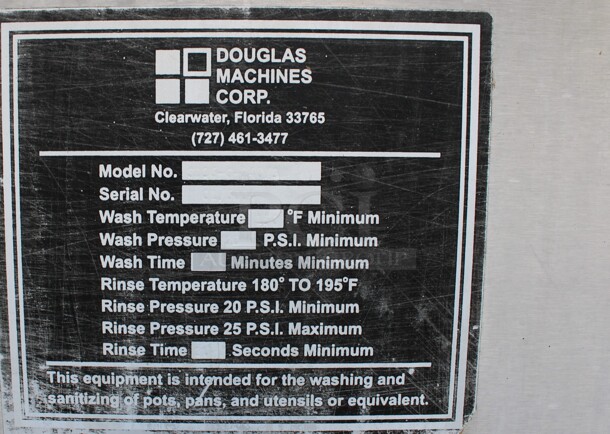 DOUGLAS
MACHINES
CORP.
Clearwater, Florida 33765
(727) 461-3477
Model No.
Serial No.
Wash Temperature °F Minimum
Wash Pressure P.S.I. Minimum
Wash Time Minutes Minimum
Rinse Temperature 180° TO 195°F
Rinse Pressure 20 P.S.I. Minimum
Rinse Pressure 25 P.S.I. Maximum
Rinse Time Seconds Minimum
This equipment is intended for the washing and
sanitizing of pots, pans, and utensils or equivalent.